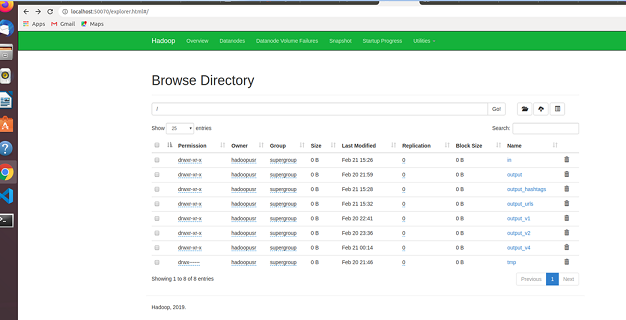 localhost:50070/explorer.html#/
Apps Gmail Maps
Hadoop Overview Datanodes Datanode Volume Failures Snapshot Startup Progress Utilities
Browse Directory
/ Go!
Show 25 entries Search:
Permission Owner Group Size Last Modified Replication Block Size Name
drwxr-xr-x hadoopusr supergroup 0 B Feb 21 15:26 0 0 B in
drwxr-xr-x hadoopusr supergroup 0 B Feb 20 21:59 0 0 B output
drwxr-xr-x hadoopusr supergroup 0 B Feb 21 15:28 0 0 B output_hashtags
drwxr-xr-x hadoopusr supergroup 0 B Feb 21 15:32 0 0 B output_urls
drwxr-xr-x hadoopusr supergroup 0 B Feb 20 22:41 0 0 B output_v1
drwxr-xr-x hadoopusr supergroup 0 B Feb 20 23:36 0 0 B output_v2
drwxr-xr-x hadoopusr supergroup 0 B Feb 21 00:14 0 0 B output_v4
drwx------ hadoopusr supergroup 0 B Feb 20 21:46 0 0 B tmp
Showing 1 to 8 of 8 entries Previous 1 Next
Hadoop, 2019.